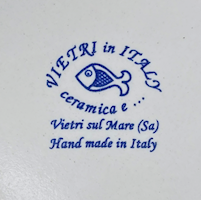 VIETRI in ITALY
ceramica e ...
Vietri sul Mare (Sa)
Hand made in Italy